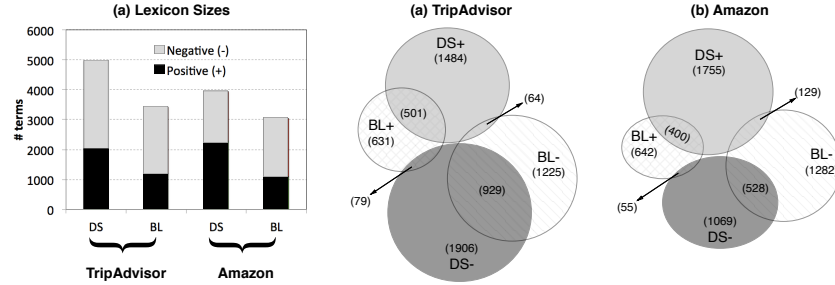 (a) Lexicon Sizes
6000
5000
4000
3000
2000
1000
0
# terms
Negative (-)
Positive (+)
DS
BL
DS
BL
TripAdvisor
Amazon
(a) TripAdvisor
DS+
(1484)
(64)
(501)
BL+
(631)
BL-
(1225)
(929)
(79)
(1906)
DS-
(b) Amazon
DS+
(1755)
(129)
BL+
(642)
(400)
BL-
(1282)
(528)
(55)
(1069)
DS-